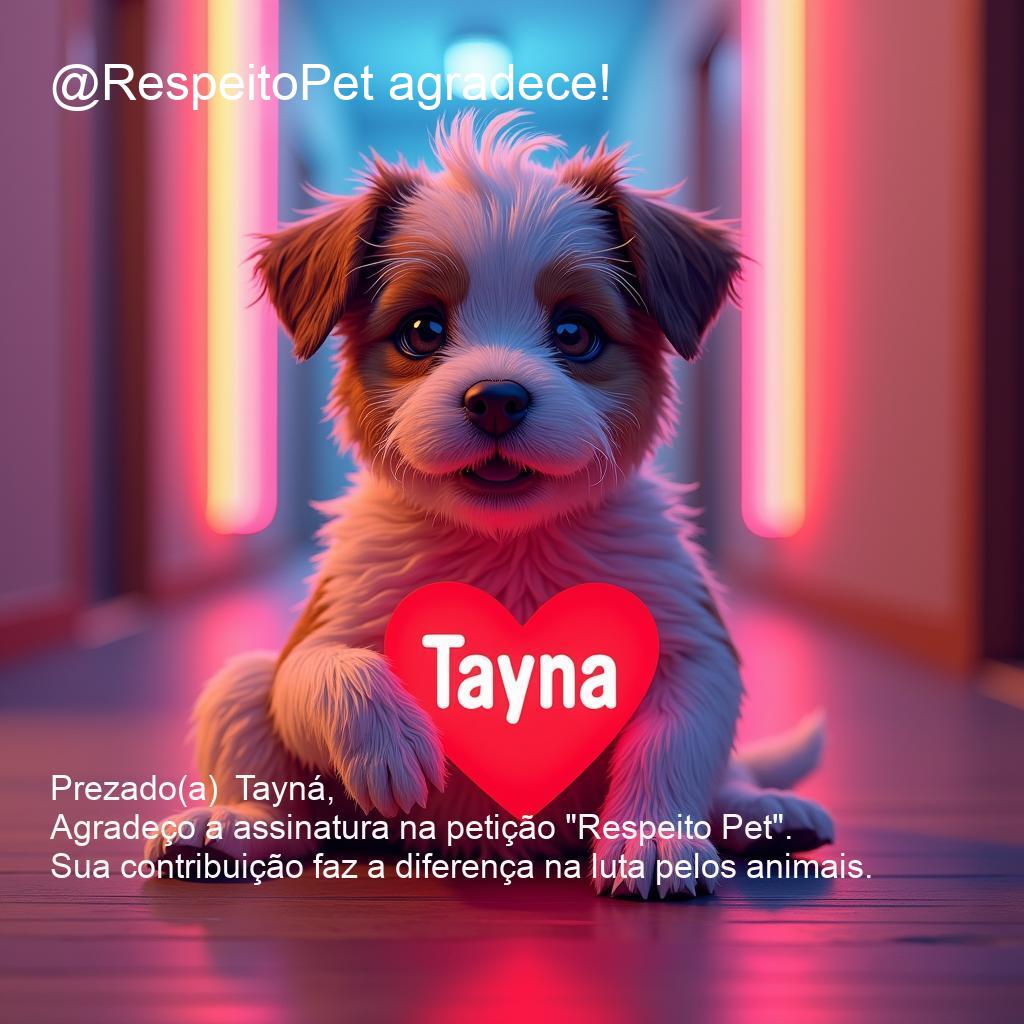 @RespeitoPet agradece!
Tayna
Prezado(a)  Tayná,
Agradeço a assinatura na petição "Respeito Pet".
Sua contribuição faz a diferença na luta pelos animais.